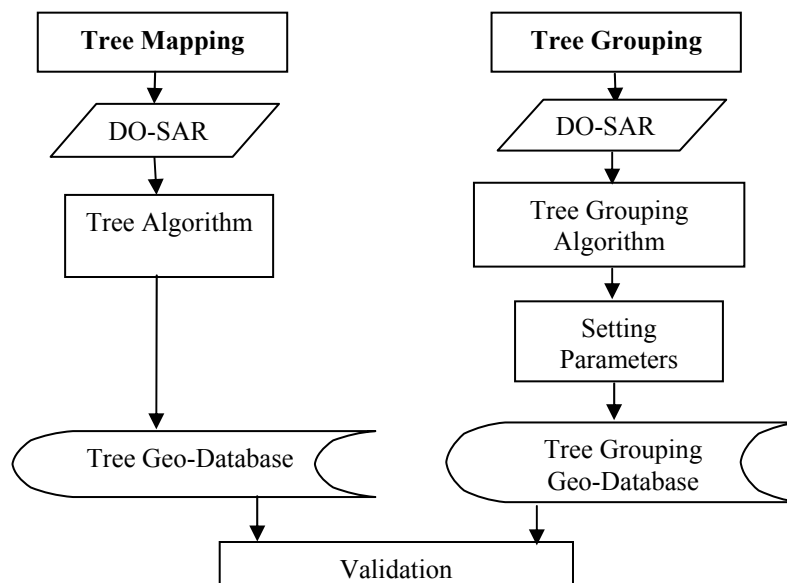 Tree Mapping
DO-SAR
Tree Algorithm
Tree Geo-Database
Tree Grouping
DO-SAR
Tree Grouping
Algorithm
Setting
Parameters
Tree Grouping
Geo-Database
Validation